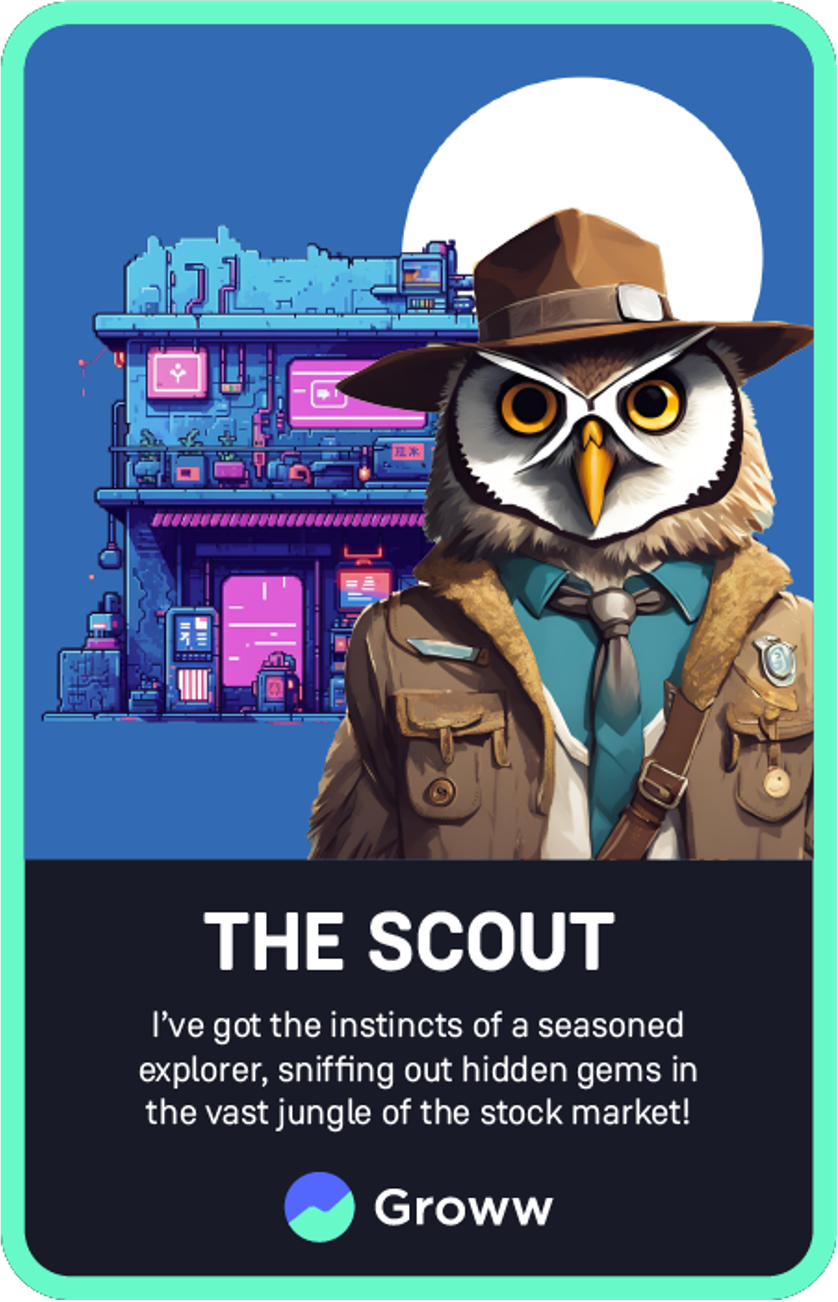 THE SCOUT
I’ve got the instincts of a seasoned
explorer, sniffing out hidden gems in
the vast jungle of the stock market!
Groww